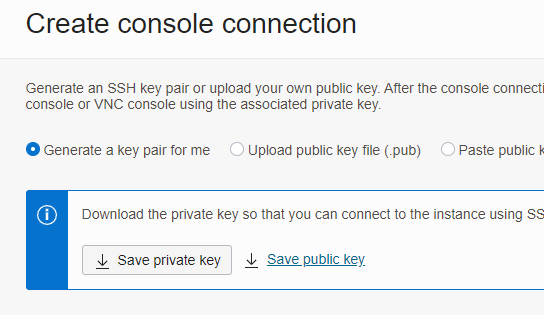 Create console connection
Generate an SSH key pair or upload your own public key. After the console connecti
console or VNC console using the associated private key.
Generate a key pair for me Upload public key file (.pub) Paste public k
Download the private key so that you can connect to the instance using SS
Save private key Save public key